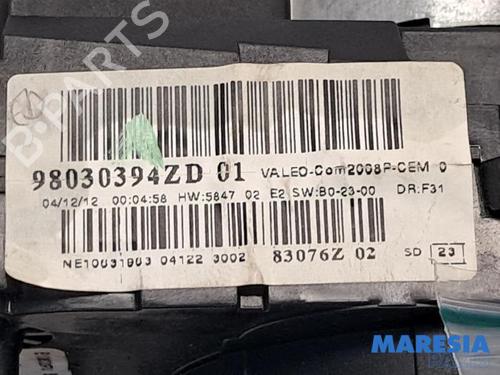 98030394ZD 01 VALEO-Com2008P-CEM 0
04/12/12 00:04:58 HW:5847 02 E2 SW:B0-23-00 DR:F31
NE10031903 04122 3002 83076Z 02 SD 23
B-PARTS
MARESIA